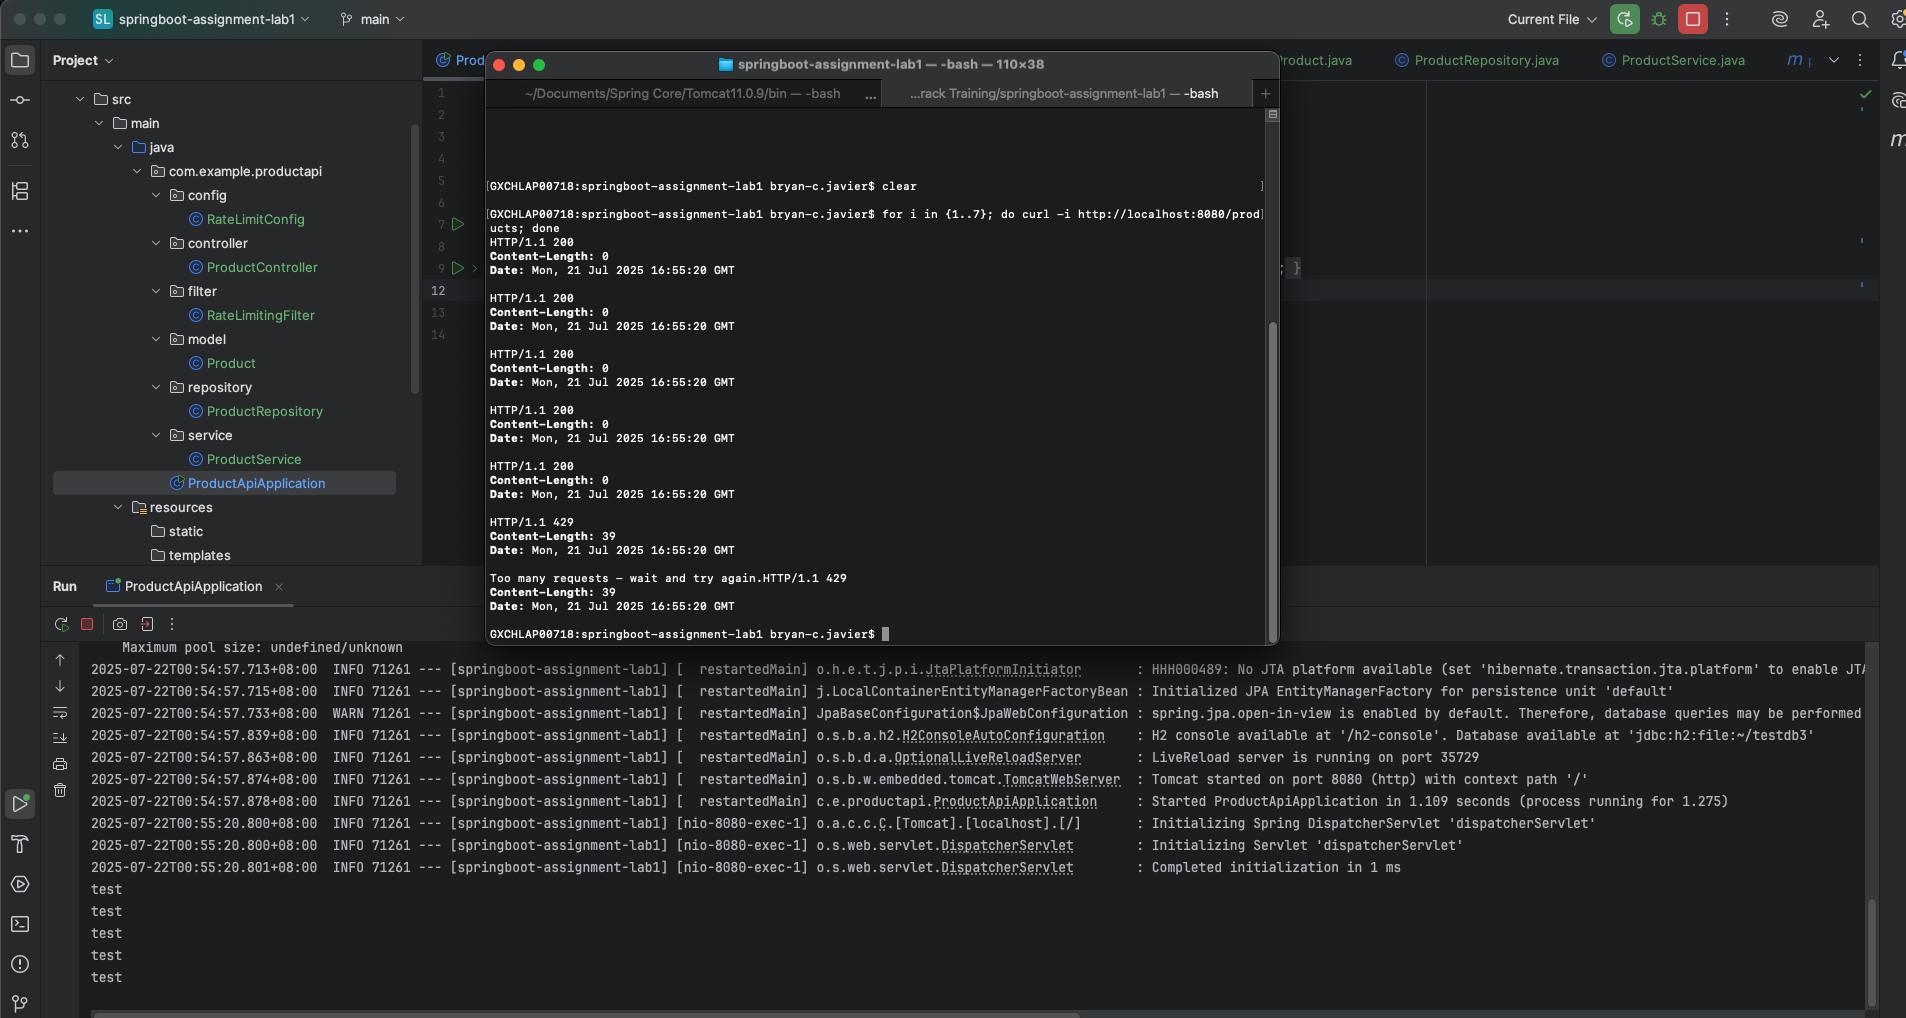 SL springboot-assignment-lab1 main Current File
Project
src
main
java
com.example.productapi
config
RateLimitConfig
controller
ProductController
filter
RateLimitingFilter
model
Product
repository
ProductRepository
service
ProductService
ProductApiApplication
resources
static
templates
Prod
Product.java ProductRepository.java ProductService.java m p
1
2
3
4
5
6
7
8
9 ; }
12
13
14
springboot-assignment-lab1 — -bash — 110×38
~/Documents/Spring Core/Tomcat11.0.9/bin — -bash ... ...rack Training/springboot-assignment-lab1 — -bash +
[GXCHLAP00718:springboot-assignment-lab1 bryan-c.javier$ clear ]
[GXCHLAP00718:springboot-assignment-lab1 bryan-c.javier$ for i in {1..7}; do curl -i http://localhost:8080/prod]
ucts; done
HTTP/1.1 200
Content-Length: 0
Date: Mon, 21 Jul 2025 16:55:20 GMT
HTTP/1.1 200
Content-Length: 0
Date: Mon, 21 Jul 2025 16:55:20 GMT
HTTP/1.1 200
Content-Length: 0
Date: Mon, 21 Jul 2025 16:55:20 GMT
HTTP/1.1 200
Content-Length: 0
Date: Mon, 21 Jul 2025 16:55:20 GMT
HTTP/1.1 200
Content-Length: 0
Date: Mon, 21 Jul 2025 16:55:20 GMT
HTTP/1.1 429
Content-Length: 39
Date: Mon, 21 Jul 2025 16:55:20 GMT
Too many requests - wait and try again.HTTP/1.1 429
Content-Length: 39
Date: Mon, 21 Jul 2025 16:55:20 GMT
GXCHLAP00718:springboot-assignment-lab1 bryan-c.javier$
Run ProductApiApplication
Maximum pool size: undefined/unknown
2025-07-22T00:54:57.713+08:00 INFO 71261 --- [springboot-assignment-lab1] [ restartedMain] o.h.e.t.j.p.i.JtaPlatformInitiator : HHH000489: No JTA platform available (set 'hibernate.transaction.jta.platform' to enable JTA
2025-07-22T00:54:57.715+08:00 INFO 71261 --- [springboot-assignment-lab1] [ restartedMain] j.LocalContainerEntityManagerFactoryBean : Initialized JPA EntityManagerFactory for persistence unit 'default'
2025-07-22T00:54:57.733+08:00 WARN 71261 --- [springboot-assignment-lab1] [ restartedMain] JpaBaseConfiguration$JpaWebConfiguration : spring.jpa.open-in-view is enabled by default. Therefore, database queries may be performed
2025-07-22T00:54:57.839+08:00 INFO 71261 --- [springboot-assignment-lab1] [ restartedMain] o.s.b.a.h2.H2ConsoleAutoConfiguration : H2 console available at '/h2-console'. Database available at 'jdbc:h2:file:~/testdb3'
2025-07-22T00:54:57.863+08:00 INFO 71261 --- [springboot-assignment-lab1] [ restartedMain] o.s.b.d.a.OptionalLiveReloadServer : LiveReload server is running on port 35729
2025-07-22T00:54:57.874+08:00 INFO 71261 --- [springboot-assignment-lab1] [ restartedMain] o.s.b.w.embedded.tomcat.TomcatWebServer : Tomcat started on port 8080 (http) with context path '/'
2025-07-22T00:54:57.878+08:00 INFO 71261 --- [springboot-assignment-lab1] [ restartedMain] c.e.productapi.ProductApiApplication : Started ProductApiApplication in 1.109 seconds (process running for 1.275)
2025-07-22T00:55:20.800+08:00 INFO 71261 --- [springboot-assignment-lab1] [nio-8080-exec-1] o.a.c.c.C.[Tomcat].[localhost].[/] : Initializing Spring DispatcherServlet 'dispatcherServlet'
2025-07-22T00:55:20.800+08:00 INFO 71261 --- [springboot-assignment-lab1] [nio-8080-exec-1] o.s.web.servlet.DispatcherServlet : Initializing Servlet 'dispatcherServlet'
2025-07-22T00:55:20.801+08:00 INFO 71261 --- [springboot-assignment-lab1] [nio-8080-exec-1] o.s.web.servlet.DispatcherServlet : Completed initialization in 1 ms
test
test
test
test
test